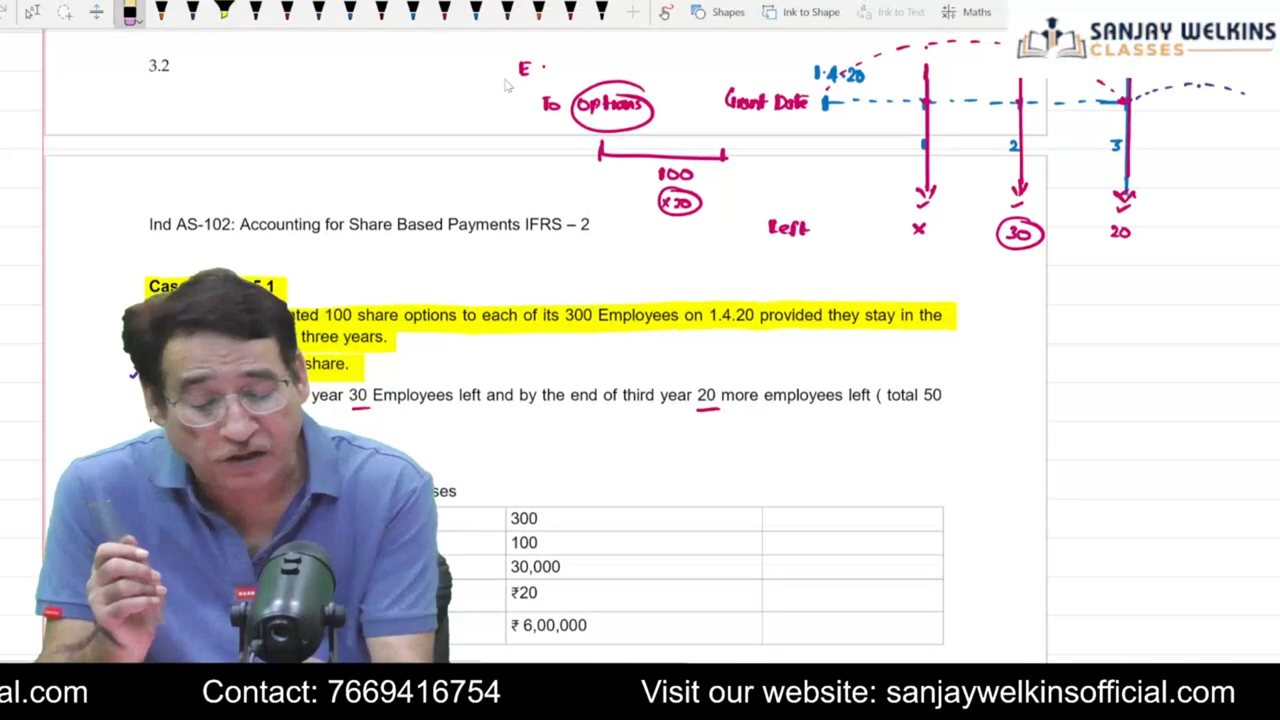 Shapes Ink to Shape Ink to Text Maths
SANJAY WELKINS
CLASSES
3.2
E
To options
Grant Date
1.4.20
1 2 3
100
x20
Left x 30 20
Ind AS-102: Accounting for Share Based Payments IFRS – 2
Cas 5.1
ted 100 share options to each of its 300 Employees on 1.4.20 provided they stay in the
three years.
share.
year 30 Employees left and by the end of third year 20 more employees left ( total 50
ses
300
100
30,000
₹20
₹ 6,00,000
al.com Contact: 7669416754 Visit our website: sanjaywelkinsofficial.com